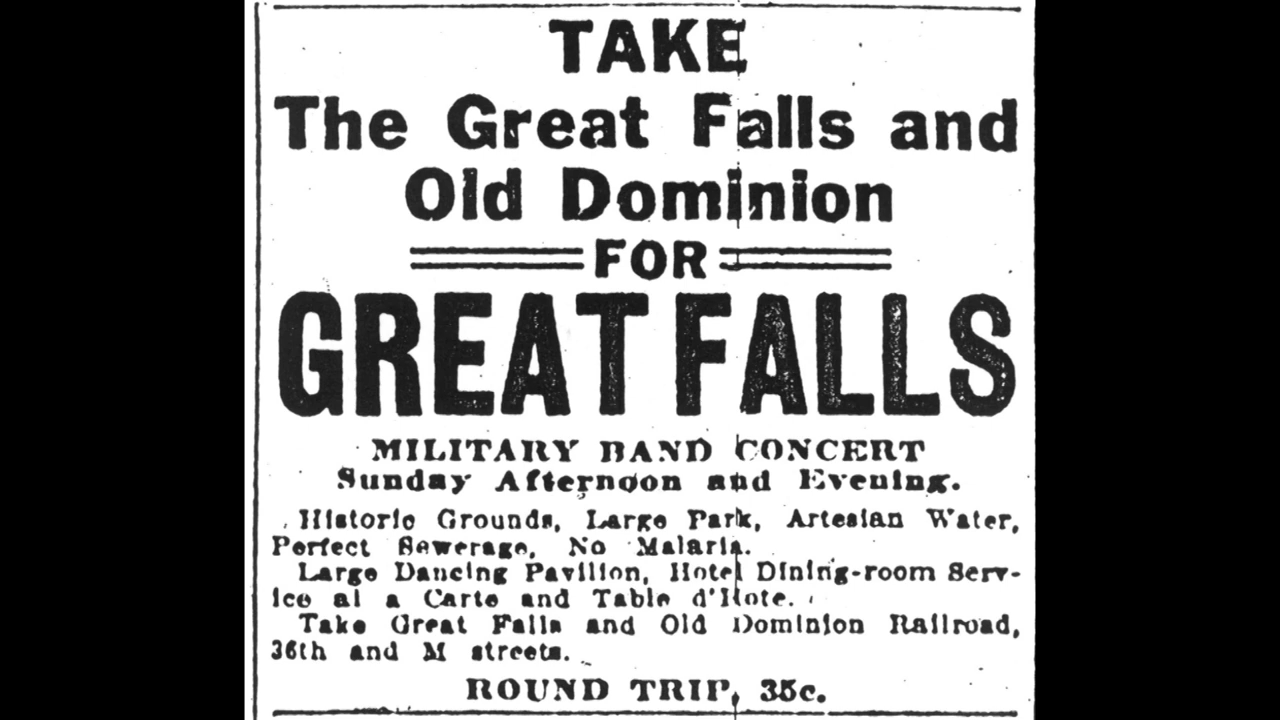 TAKE
The Great Falls and
Old Dominion
FOR
GREAT FALLS
MILITARY BAND CONCERT
Sunday Afternoon and Evening.
Historic Grounds, Large Park, Artesian Water,
Perfect Sewerage, No Malaria.
Large Dancing Pavilion, Hotel Dining-room Serv-
ice al a Carte and Table d'Hote.
Take Great Falls and Old Dominion Railroad,
36th and M streets.
ROUND TRIP, 35c.